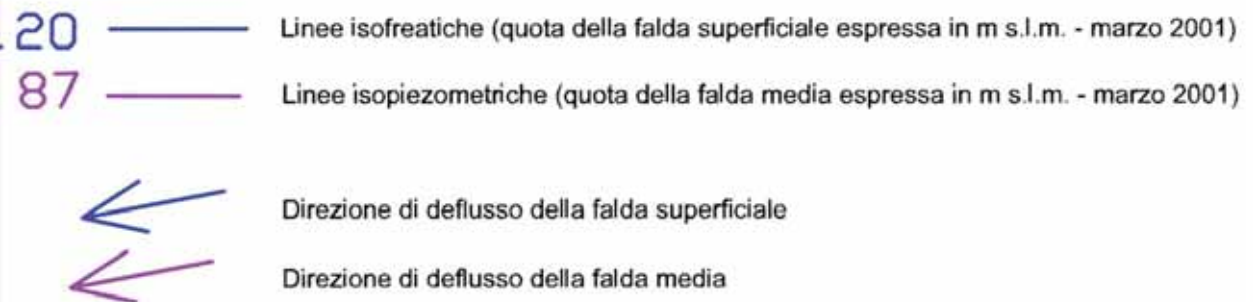 20 Linee isofreatiche (quota della falda superficiale espressa in m s.l.m. - marzo 2001)
87 Linee isopiezometriche (quota della falda media espressa in m s.l.m. - marzo 2001)
Direzione di deflusso della falda superficiale
Direzione di deflusso della falda media